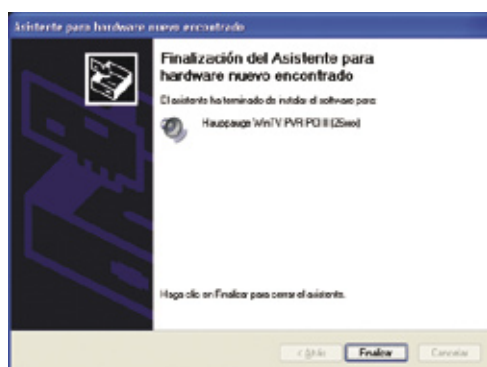 Asistente para hardware nuevo encontrado
Finalización del Asistente para
hardware nuevo encontrado
El asistente ha terminado de instalar el software para:
Hauppauge WinTV PVR PCI II (25xxx)
Haga clic en Finalizar para cerrar el asistente.
< Atrás
Finalizar
Cancelar